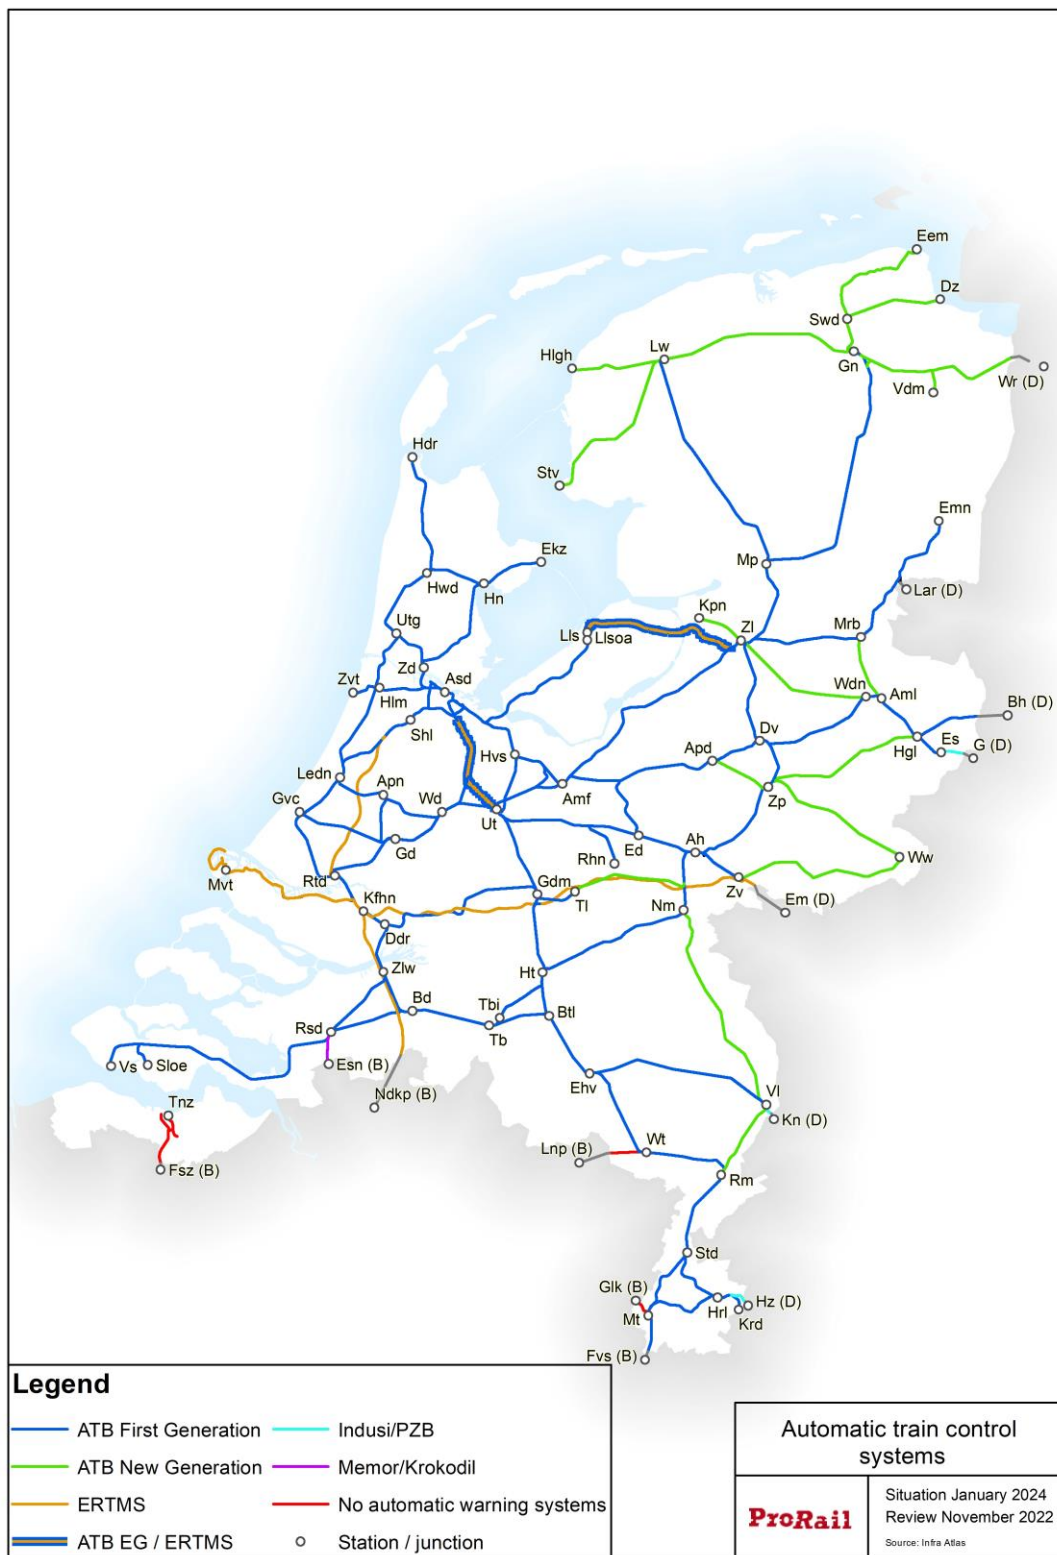 Eem
Dz
Swd
Lw
Hlgh
Gn
Wr (D)
Vdm
Hdr
Stv
Emn
Ekz
Mp
Hwd
Hn
Lar (D)
Kpn
Utg
Lls
Llsoa
Zl
Mrb
Zd
Zvt
Asd
Wdn
Aml
Hlm
Bh (D)
Shl
Dv
Es
Hvs
Apd
Hgl
G (D)
Ledn
Apn
Amf
Zp
Gvc
Wd
Ut
Ed
Ah
Gd
Rhn
Ww
Mvt
Rtd
Gdm
Zv
Kfhn
Tl
Nm
Em (D)
Ddr
Zlw
Ht
Bd
Tbi
Btl
Rsd
Tb
Vs
Sloe
Esn (B)
Ehv
Ndkp (B)
Vl
Tnz
Kn (D)
Lnp (B)
Wt
Fsz (B)
Rm
Std
Glk (B)
Hz (D)
Mt
Hrl
Krd
Fvs (B)
Legend
ATB First Generation
Indusi/PZB
ATB New Generation
Memor/Krokodil
ERTMS
No automatic warning systems
ATB EG / ERTMS
Station / junction
Automatic train control
systems
ProRail
Situation January 2024
Review November 2022
Source: Infra Atlas